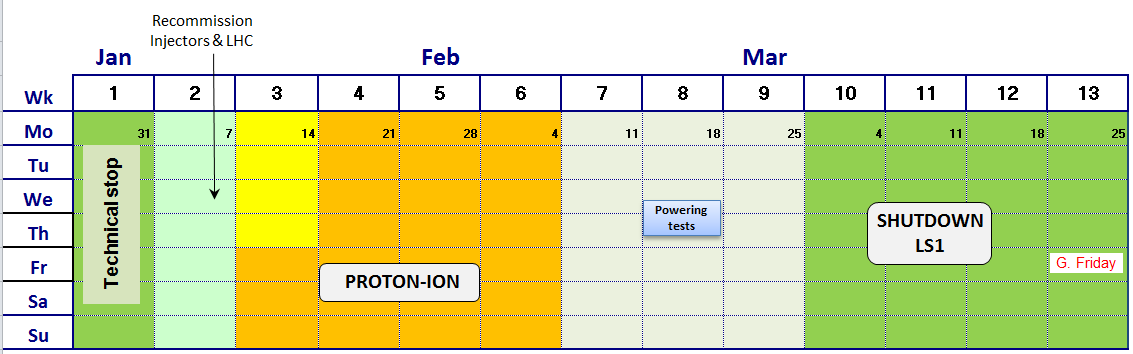 Recommission
Injectors & LHC
Jan Feb Mar
Wk 1 2 3 4 5 6 7 8 9 10 11 12 13
Mo 31 7 14 21 28 4 11 18 25 4 11 18 25
Tu
We
Th
Fr
Sa
Su
Technical stop
PROTON-ION
Powering
tests
SHUTDOWN
LS1
G. Friday